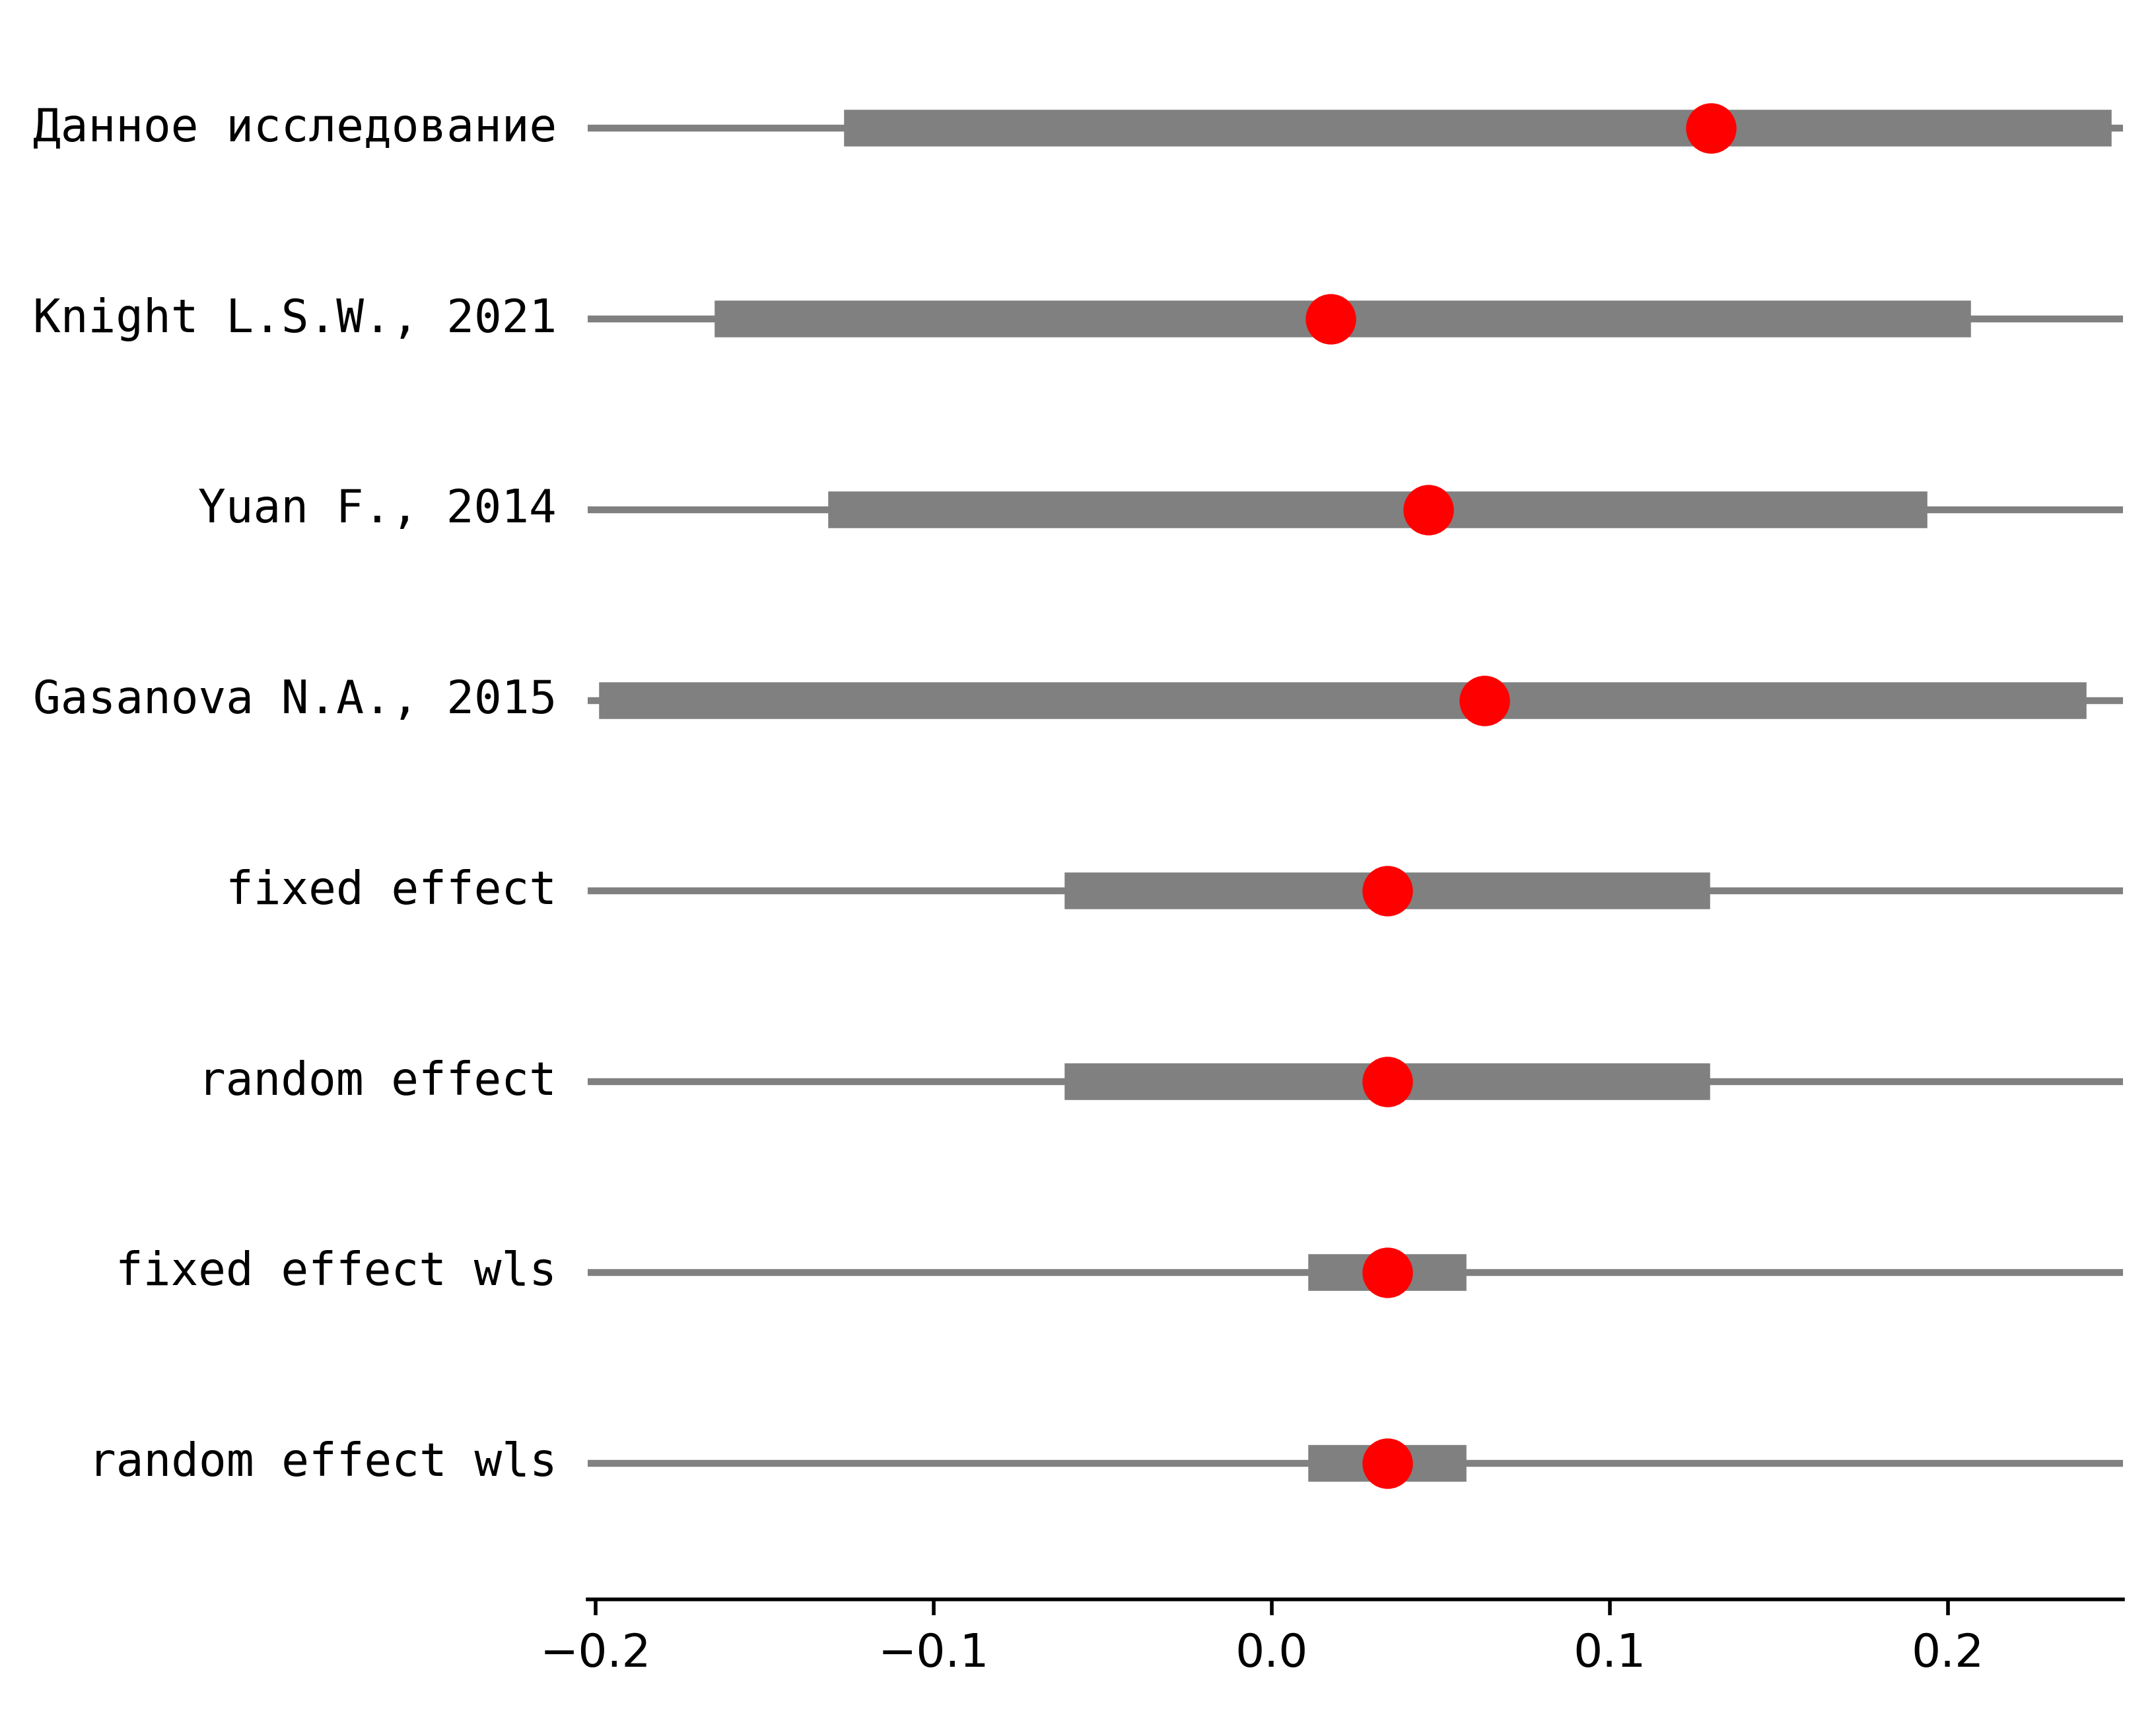 Данное исследование
Knight L.S.W., 2021
Yuan F., 2014
Gasanova N.A., 2015
fixed effect
random effect
fixed effect wls
random effect wls
−0.2 −0.1 0.0 0.1 0.2